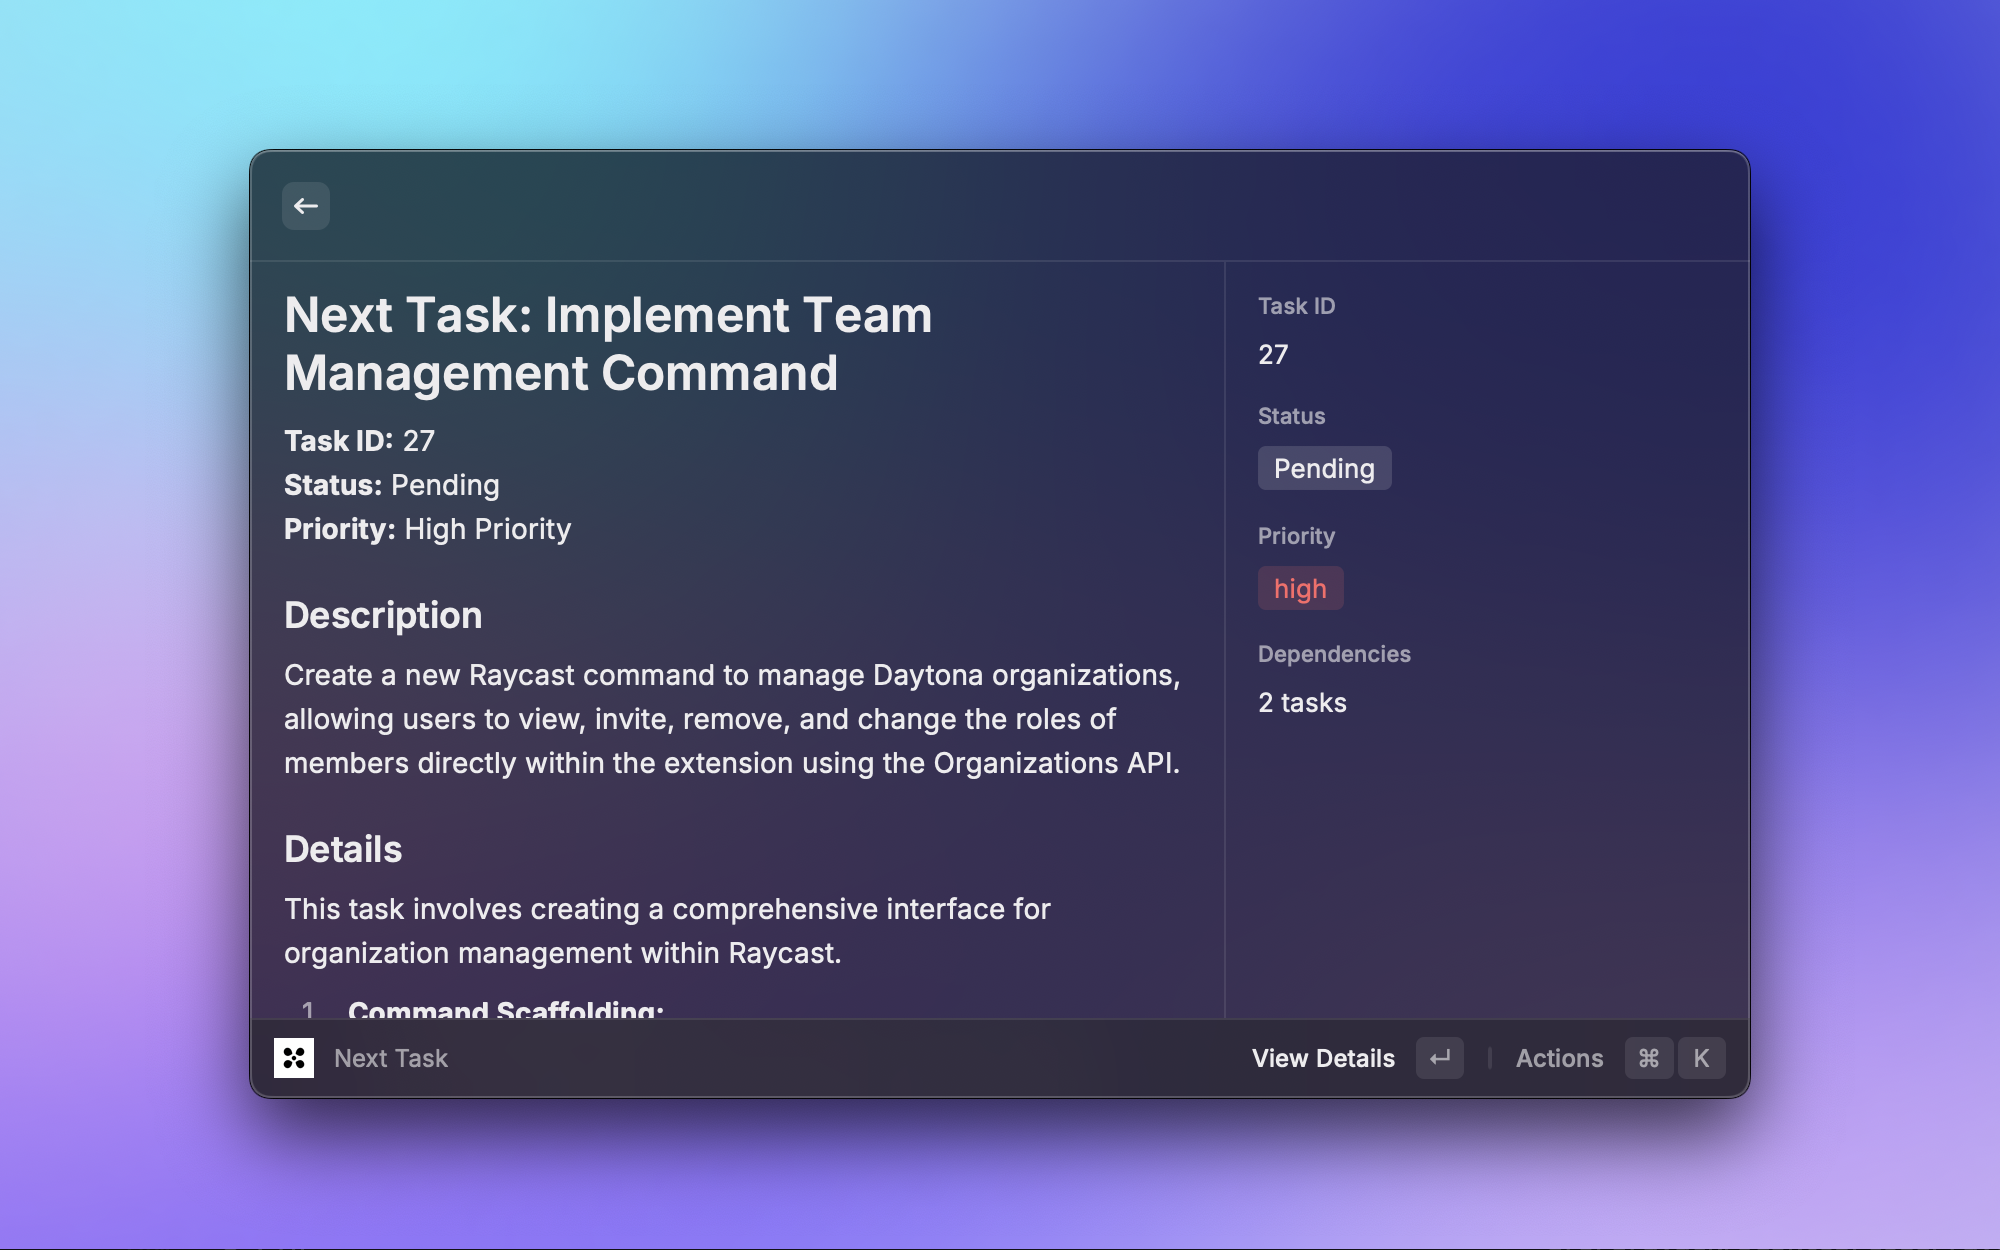 Next Task: Implement Team
Management Command
Task ID: 27
Status: Pending
Priority: High Priority
Description
Create a new Raycast command to manage Daytona organizations,
allowing users to view, invite, remove, and change the roles of
members directly within the extension using the Organizations API.
Details
This task involves creating a comprehensive interface for
organization management within Raycast.
1 Command Scaffolding:
Task ID
27
Status
Pending
Priority
high
Dependencies
2 tasks
Next Task
View Details
Actions ⌘ K